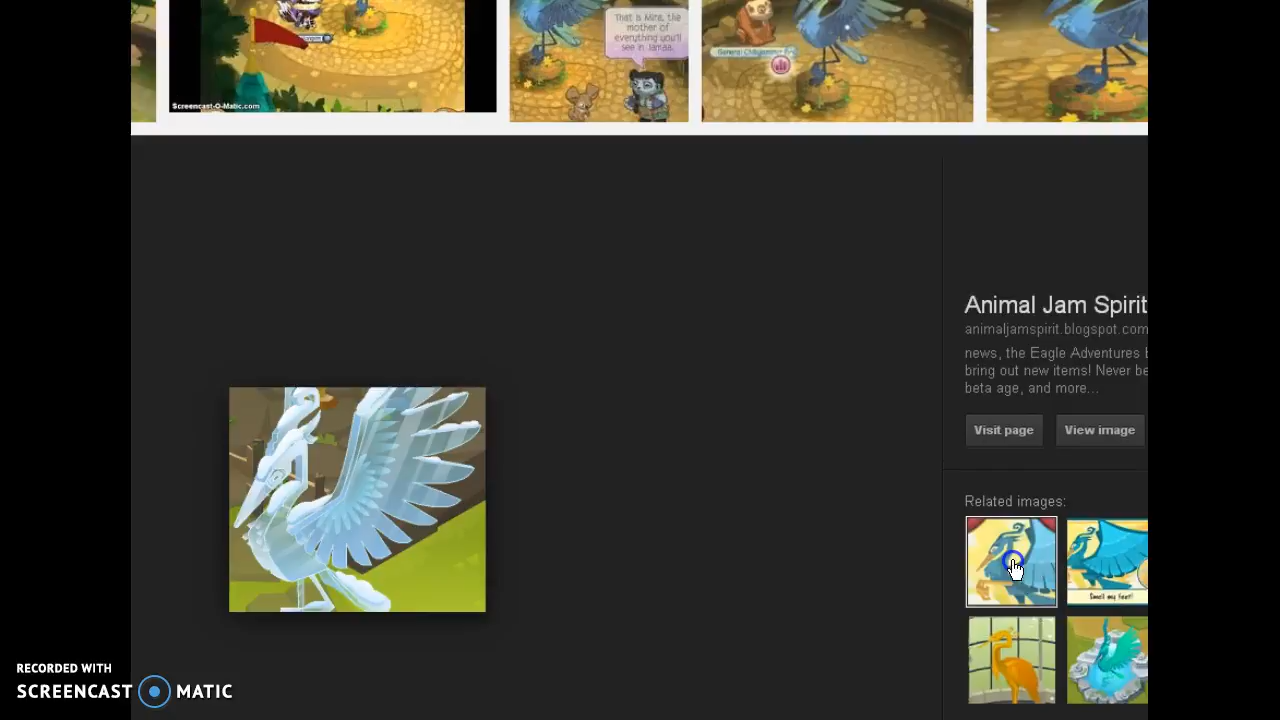 That is Mira, the
mother of
everything you'll
see in Jamaa.
Screencast-O-Matic.com
Animal Jam Spirit
animaljamspirit.blogspot.com
news, the Eagle Adventures b
bring out new items! Never be
beta age, and more...
Visit page
View image
Related images:
Smell my feet!
RECORDED WITH
SCREENCAST MATIC